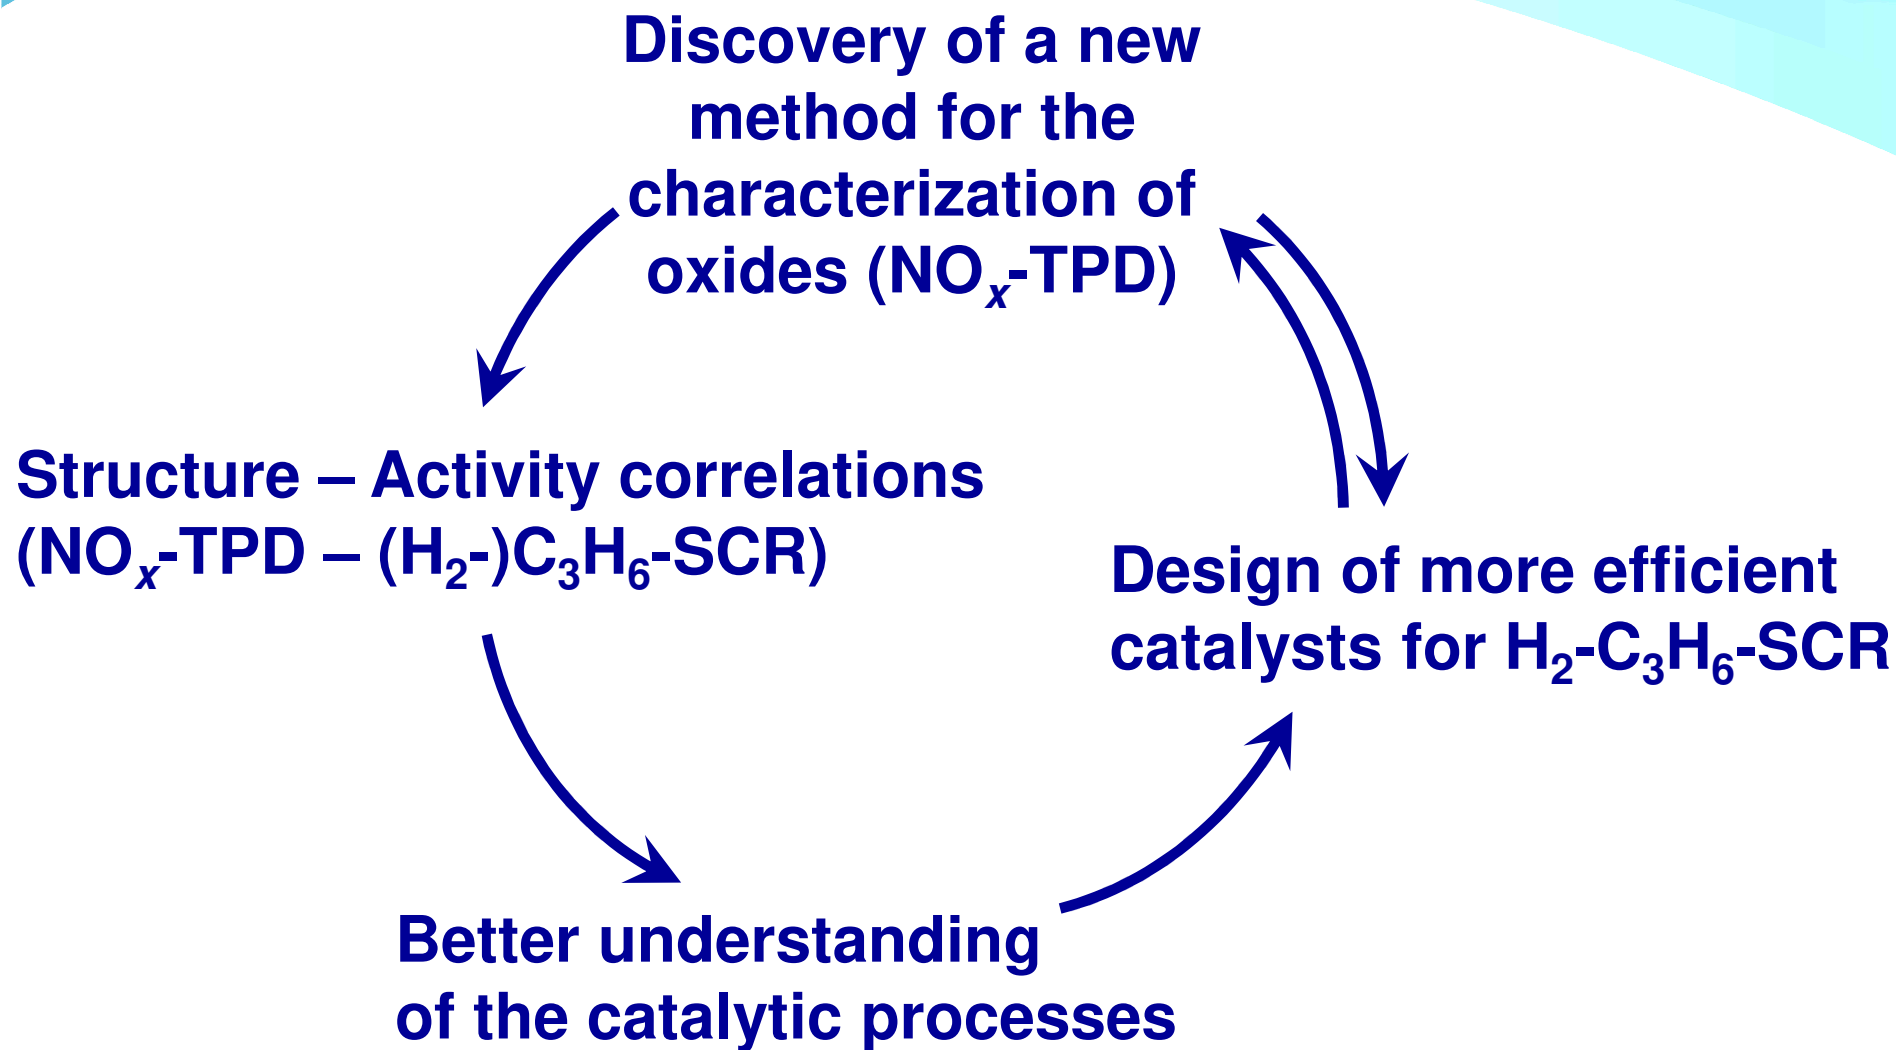 Discovery of a new
method for the
characterization of
oxides (NOₓ-TPD)
Structure – Activity correlations
(NOₓ-TPD – (H₂-)C₃H₆-SCR)
Design of more efficient
catalysts for H₂-C₃H₆-SCR
Better understanding
of the catalytic processes